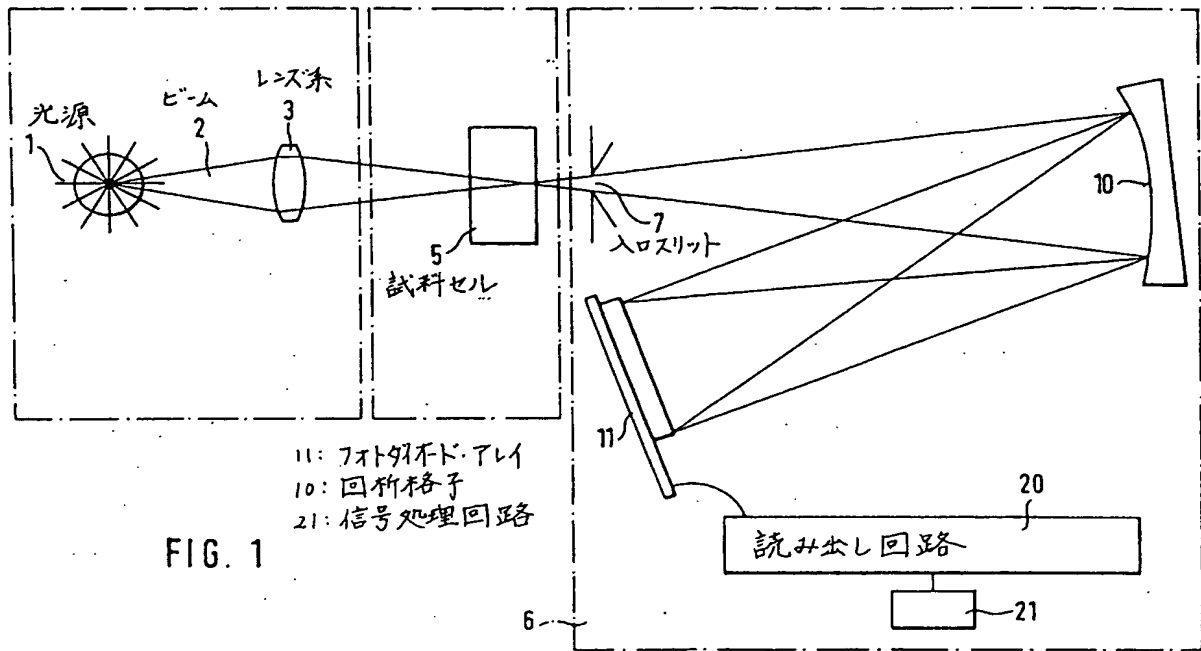 光源
1
ビーム
2
レンズ系
3
5
試料セル
7
入口スリット
10
11
11: フォトダイオード・アレイ
10: 回析格子
21: 信号処理回路
FIG. 1
20
読み出し回路
21
6